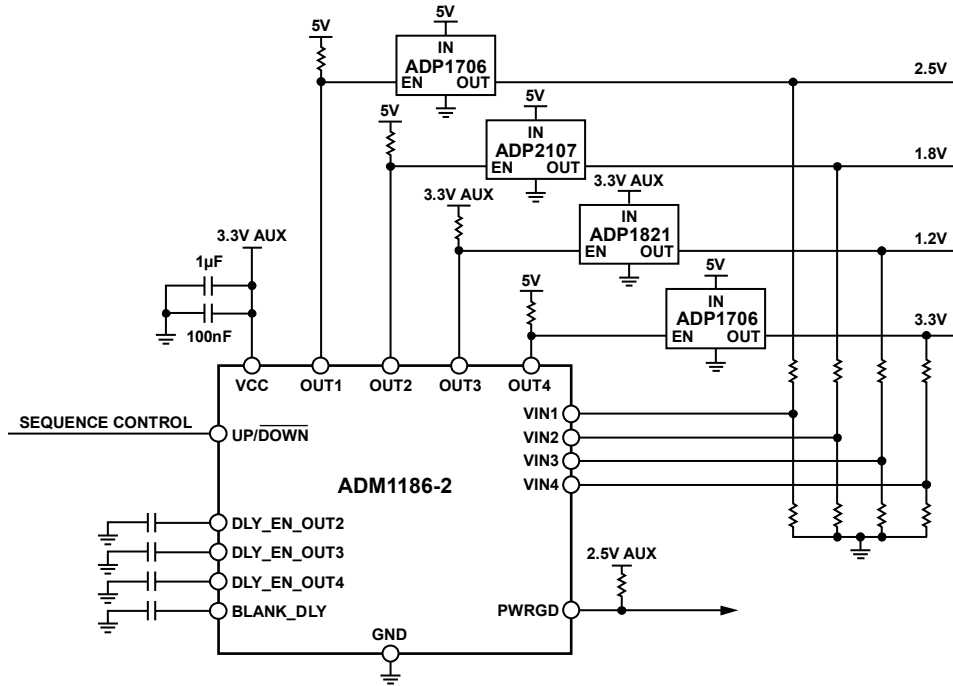 5V
5V
IN
ADP1706
EN OUT
2.5V
5V
5V
IN
ADP2107
EN OUT
1.8V
3.3V AUX
3.3V AUX
IN
ADP1821
EN OUT
1.2V
3.3V AUX
1µF
100nF
5V
5V
IN
ADP1706
EN OUT
3.3V
VCC
OUT1
OUT2
OUT3
OUT4
SEQUENCE CONTROL
UP/DOWN
VIN1
VIN2
VIN3
VIN4
ADM1186-2
DLY_EN_OUT2
DLY_EN_OUT3
DLY_EN_OUT4
BLANK_DLY
2.5V AUX
PWRGD
GND